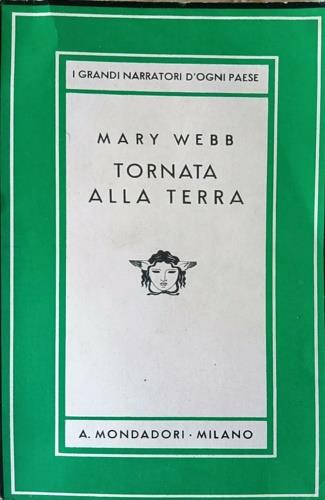 I GRANDI NARRATORI D'OGNI PAESE
MARY WEBB
TORNATA
ALLA TERRA
A. MONDADORI · MILANO